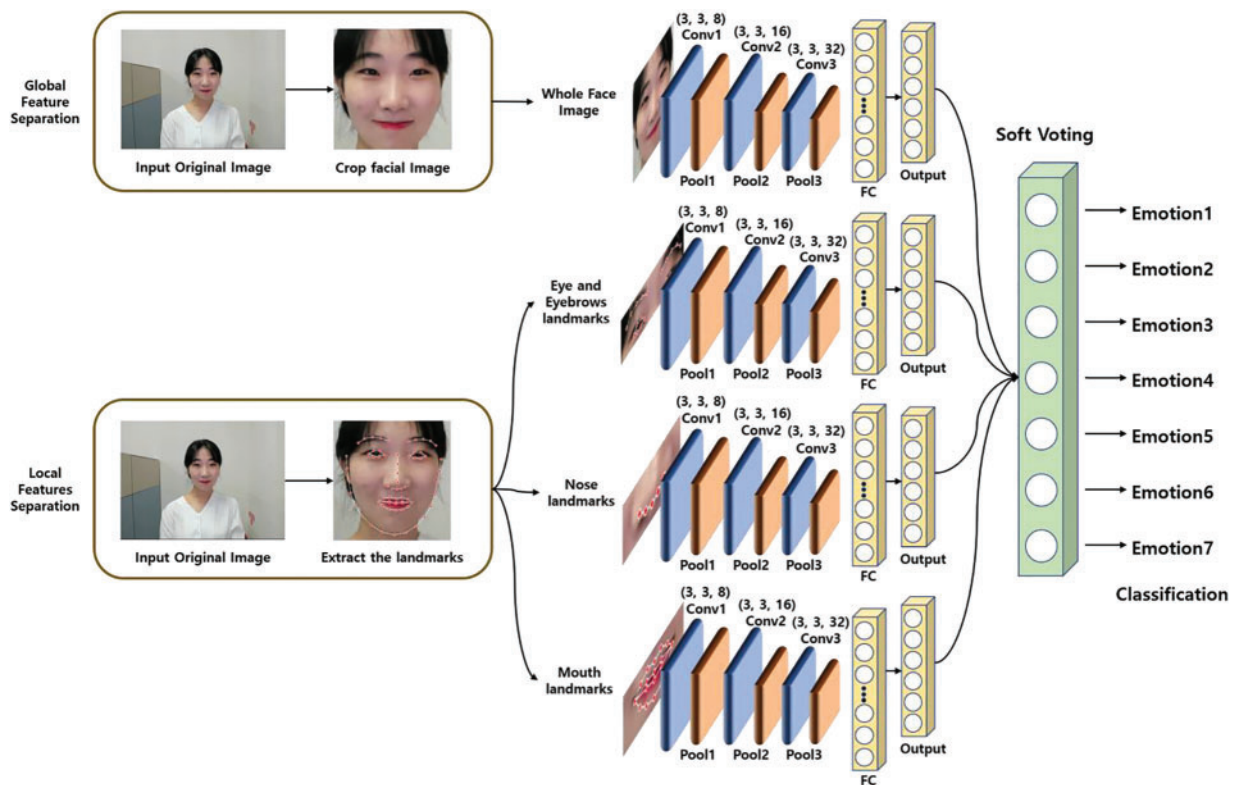 Global
Feature
Separation
Input Original Image
Crop facial Image
Whole Face
Image
(3, 3, 8)
Conv1
(3, 3, 16)
Conv2
(3, 3, 32)
Conv3
Pool1
Pool2
Pool3
FC
Output
Eye and
Eyebrows
landmarks
(3, 3, 8)
Conv1
(3, 3, 16)
Conv2
(3, 3, 32)
Conv3
Pool1
Pool2
Pool3
FC
Output
Local
Features
Separation
Input Original Image
Extract the landmarks
Nose
landmarks
(3, 3, 8)
Conv1
(3, 3, 16)
Conv2
(3, 3, 32)
Conv3
Pool1
Pool2
Pool3
FC
Output
Mouth
landmarks
(3, 3, 8)
Conv1
(3, 3, 16)
Conv2
(3, 3, 32)
Conv3
Pool1
Pool2
Pool3
FC
Output
Soft Voting
Emotion1
Emotion2
Emotion3
Emotion4
Emotion5
Emotion6
Emotion7
Classification